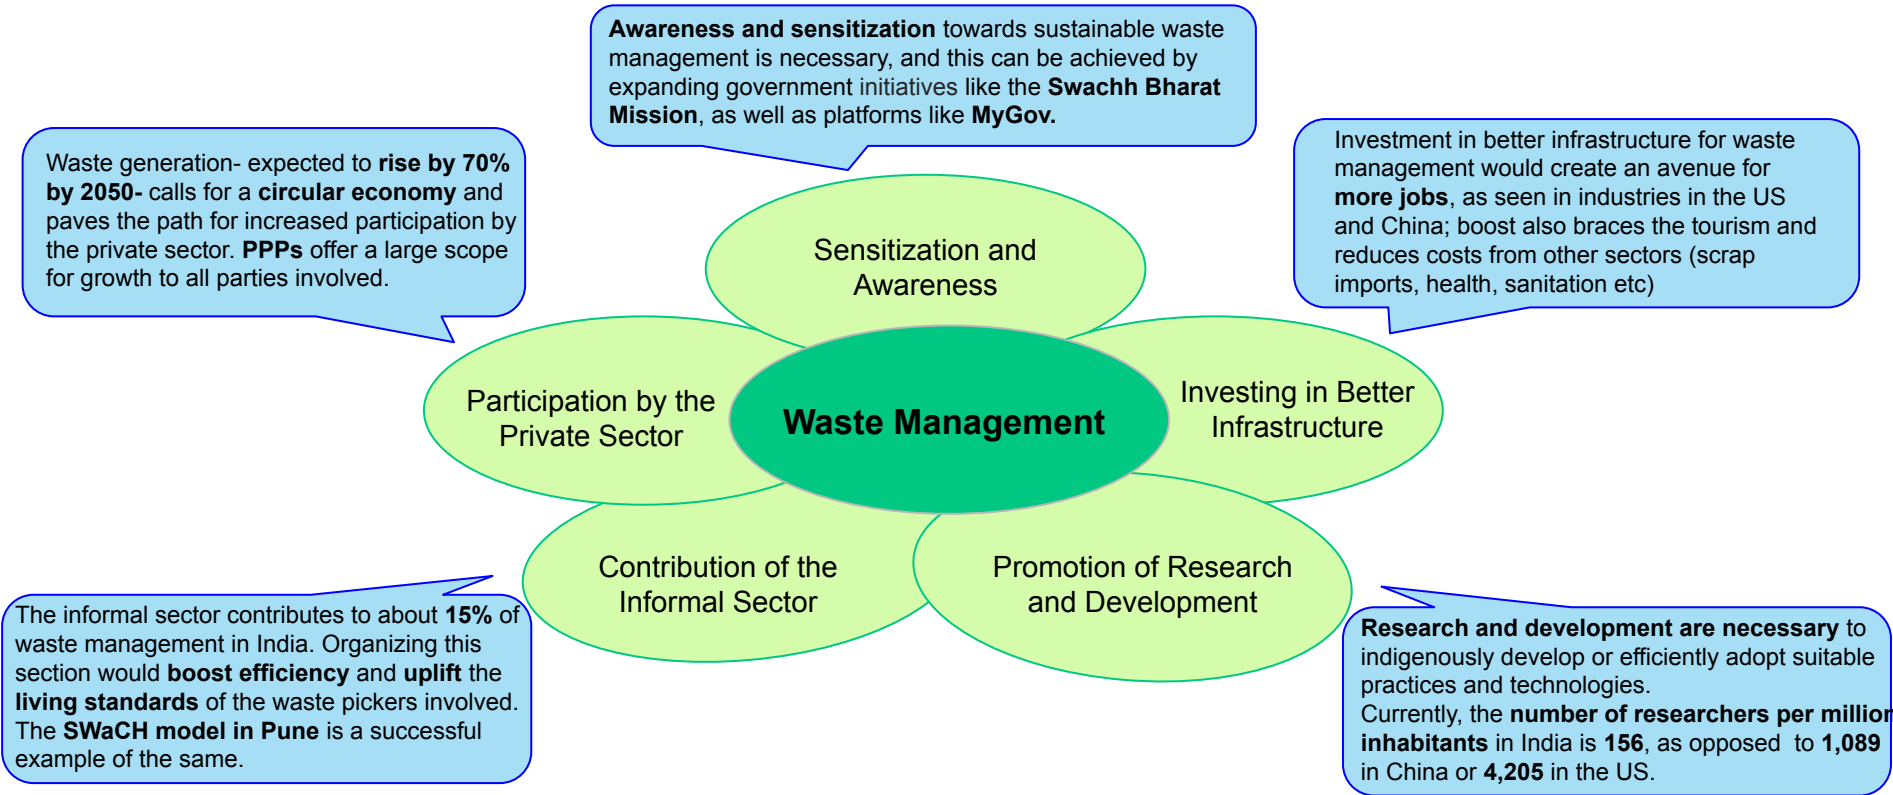 Awareness and sensitization towards sustainable waste
management is necessary, and this can be achieved by
expanding government initiatives like the Swachh Bharat
Mission, as well as platforms like MyGov.
Waste generation- expected to rise by 70%
by 2050- calls for a circular economy and
paves the path for increased participation by
the private sector. PPPs offer a large scope
for growth to all parties involved.
Investment in better infrastructure for waste
management would create an avenue for
more jobs, as seen in industries in the US
and China; boost also braces the tourism and
reduces costs from other sectors (scrap
imports, health, sanitation etc)
Sensitization and
Awareness
Participation by the
Private Sector
Waste Management
Investing in Better
Infrastructure
Contribution of the
Informal Sector
Promotion of Research
and Development
The informal sector contributes to about 15% of
waste management in India. Organizing this
section would boost efficiency and uplift the
living standards of the waste pickers involved.
The SWaCH model in Pune is a successful
example of the same.
Research and development are necessary to
indigenously develop or efficiently adopt suitable
practices and technologies.
Currently, the number of researchers per million
inhabitants in India is 156, as opposed  to 1,089
in China or 4,205 in the US.